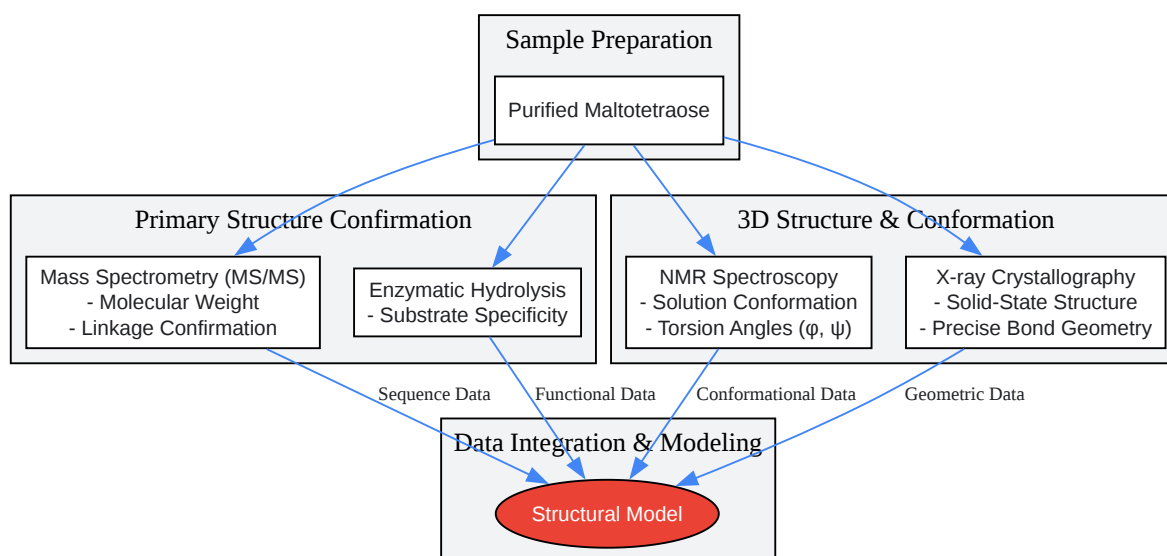 Sample Preparation
Purified Maltotetraose
Primary Structure Confirmation
3D Structure & Conformation
Mass Spectrometry (MS/MS)
- Molecular Weight
- Linkage Confirmation
Enzymatic Hydrolysis
- Substrate Specificity
NMR Spectroscopy
- Solution Conformation
- Torsion Angles (φ, ψ)
X-ray Crystallography
- Solid-State Structure
- Precise Bond Geometry
Sequence Data
Functional Data
Conformational Data
Geometric Data
Data Integration & Modeling
Structural Model